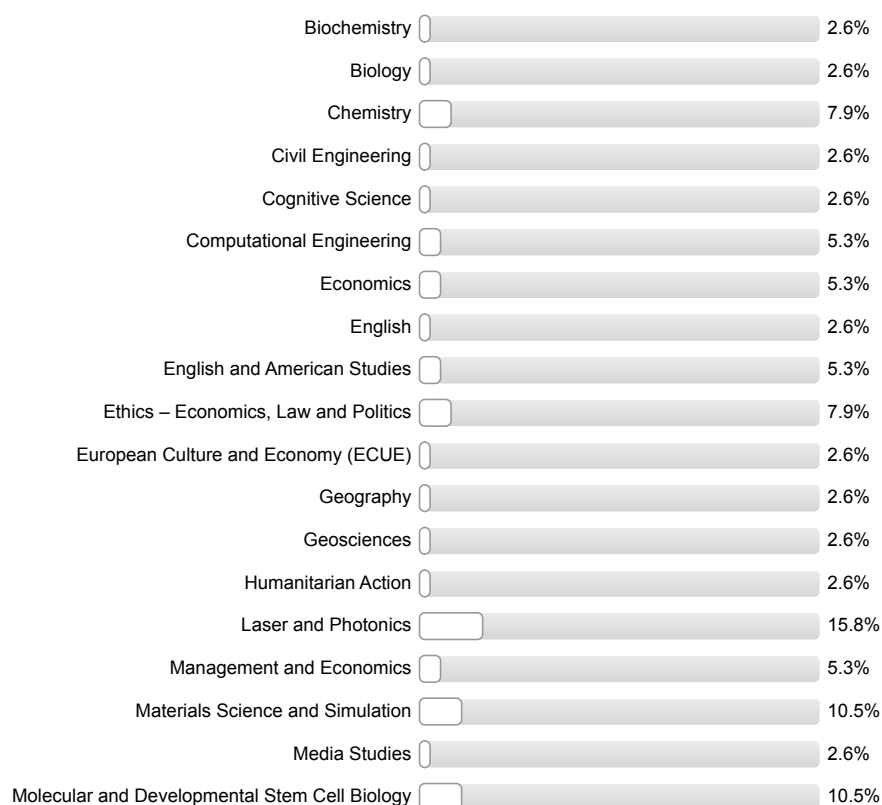 Biochemistry 2.6%
Biology 2.6%
Chemistry 7.9%
Civil Engineering 2.6%
Cognitive Science 2.6%
Computational Engineering 5.3%
Economics 5.3%
English 2.6%
English and American Studies 5.3%
Ethics – Economics, Law and Politics 7.9%
European Culture and Economy (ECUE) 2.6%
Geography 2.6%
Geosciences 2.6%
Humanitarian Action 2.6%
Laser and Photonics 15.8%
Management and Economics 5.3%
Materials Science and Simulation 10.5%
Media Studies 2.6%
Molecular and Developmental Stem Cell Biology 10.5%